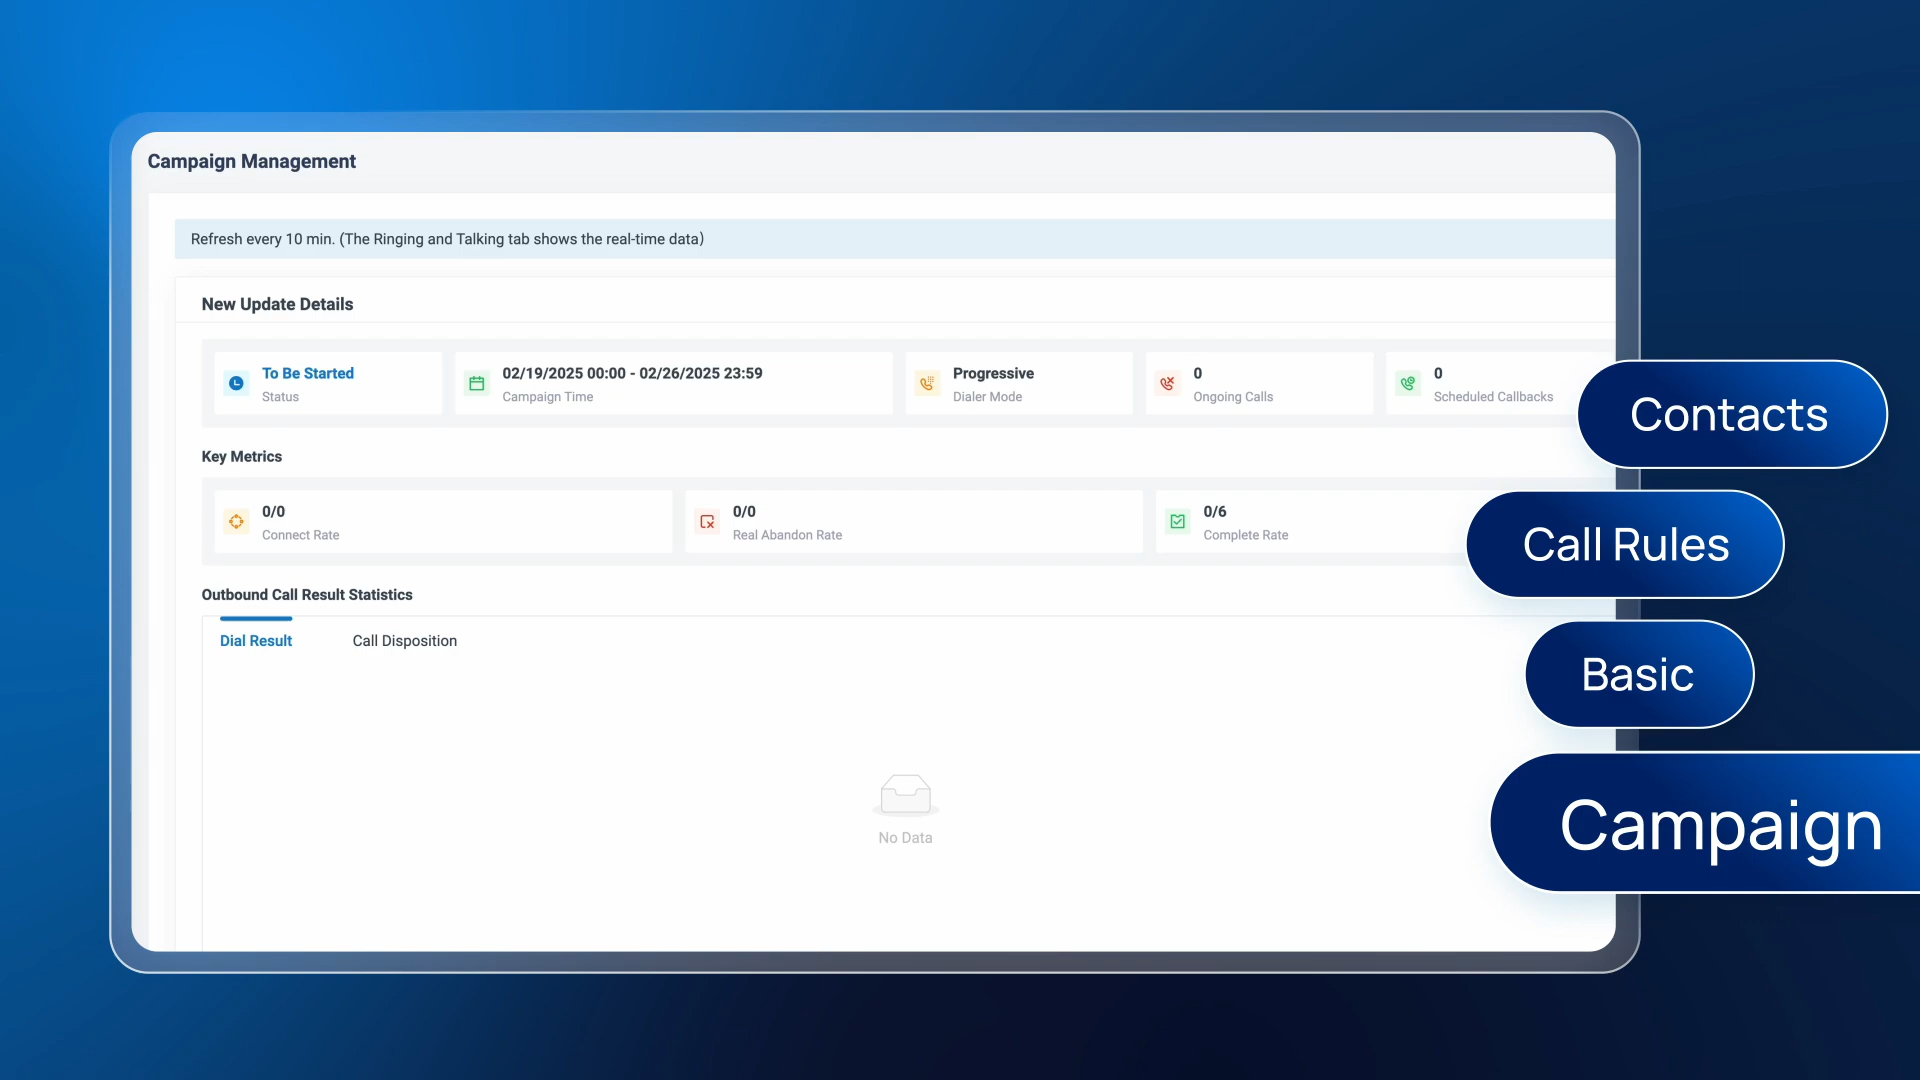 Campaign Management
Refresh every 10 min. (The Ringing and Talking tab shows the real-time data)
New Update Details
To Be Started
Status
02/19/2025 00:00 - 02/26/2025 23:59
Campaign Time
Progressive
Dialer Mode
0
Ongoing Calls
0
Scheduled Callbacks
Key Metrics
0/0
Connect Rate
0/0
Real Abandon Rate
0/6
Complete Rate
Outbound Call Result Statistics
Dial Result
Call Disposition
No Data
Contacts
Call Rules
Basic
Campaign